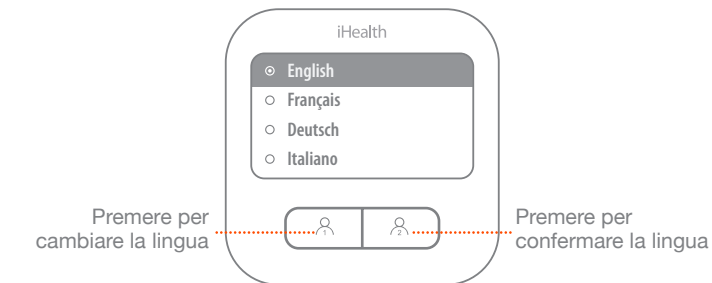 iHealth
English
Français
Deutsch
Italiano
1
2
Premere per
cambiare la lingua
Premere per
confermare la lingua